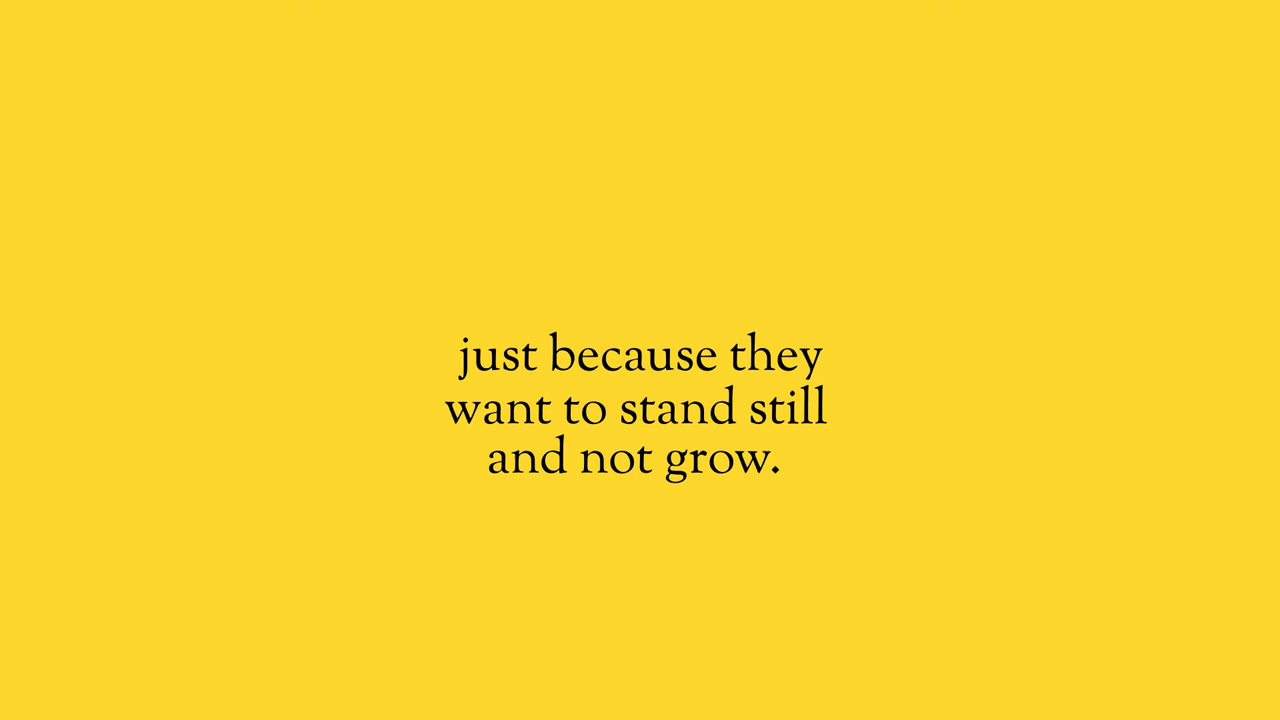 just because they
want to stand still
and not grow.